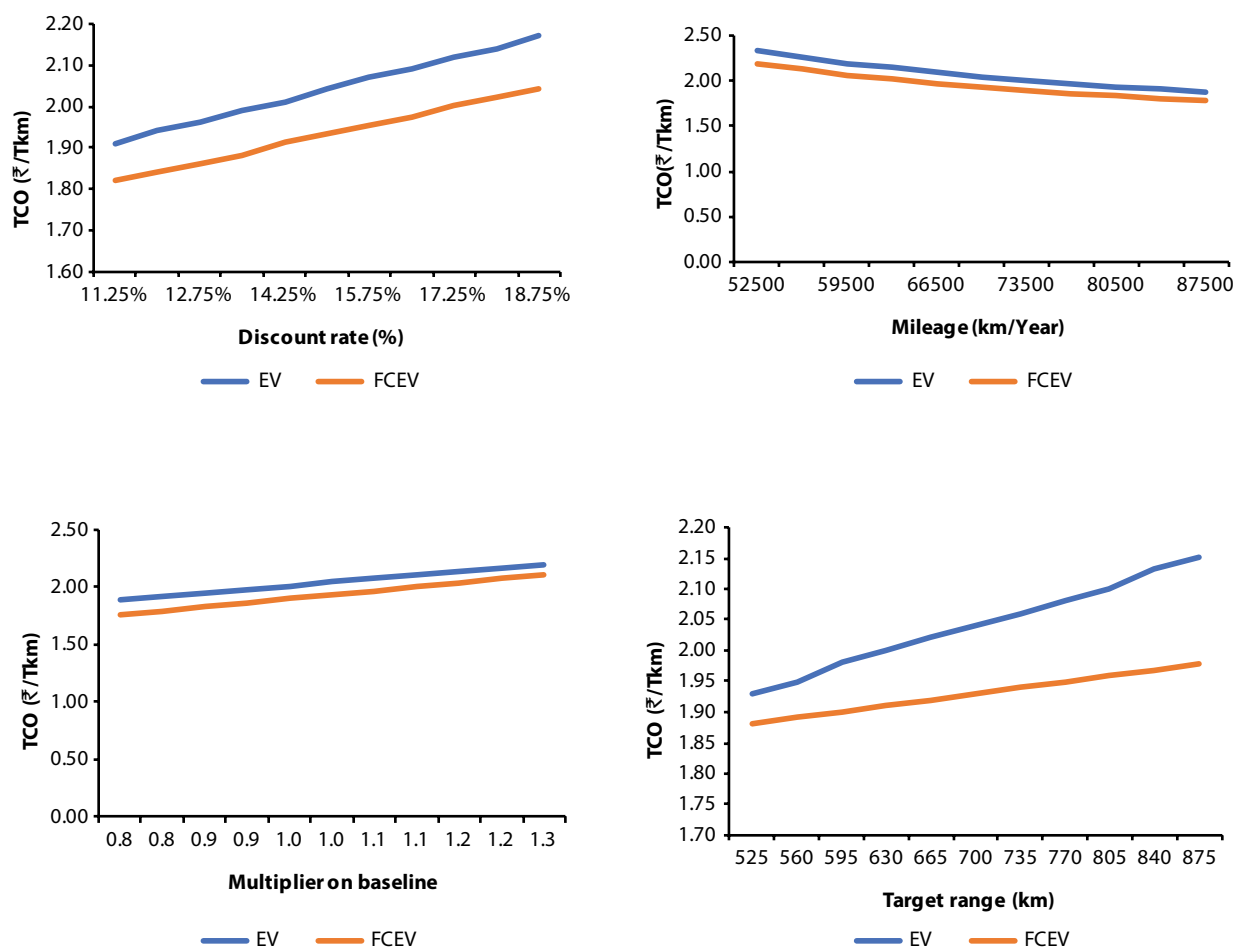 TCO (₹/Tkm)
2.20
2.10
2.00
1.90
1.80
1.70
1.60
11.25% 12.75% 14.25% 15.75% 17.25% 18.75%
Discount rate (%)
EV FCEV
TCO(₹/Tkm)
2.50
2.00
1.50
1.00
0.50
0.00
52500 59500 66500 73500 80500 87500
Mileage (km/Year)
EV FCEV
TCO (₹/Tkm)
2.50
2.00
1.50
1.00
0.50
0.00
0.8 0.8 0.9 0.9 1.0 1.0 1.1 1.1 1.2 1.2 1.3
Multiplier on baseline
EV FCEV
TCO (₹/Tkm)
2.20
2.15
2.10
2.05
2.00
1.95
1.90
1.85
1.80
1.75
1.70
525 560 595 630 665 700 735 770 805 840 875
Target range (km)
EV FCEV